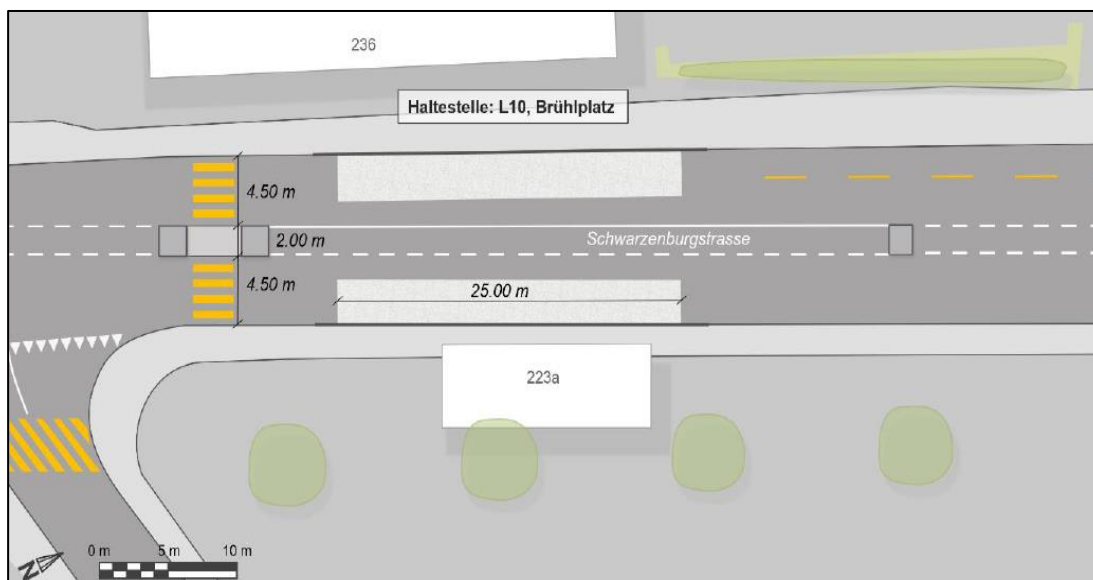 236
Haltestelle: L10, Brühlplatz
4.50 m
2.00 m
Schwarzenburgstrasse
4.50 m
25.00 m
223a
N
0 m 5 m 10 m